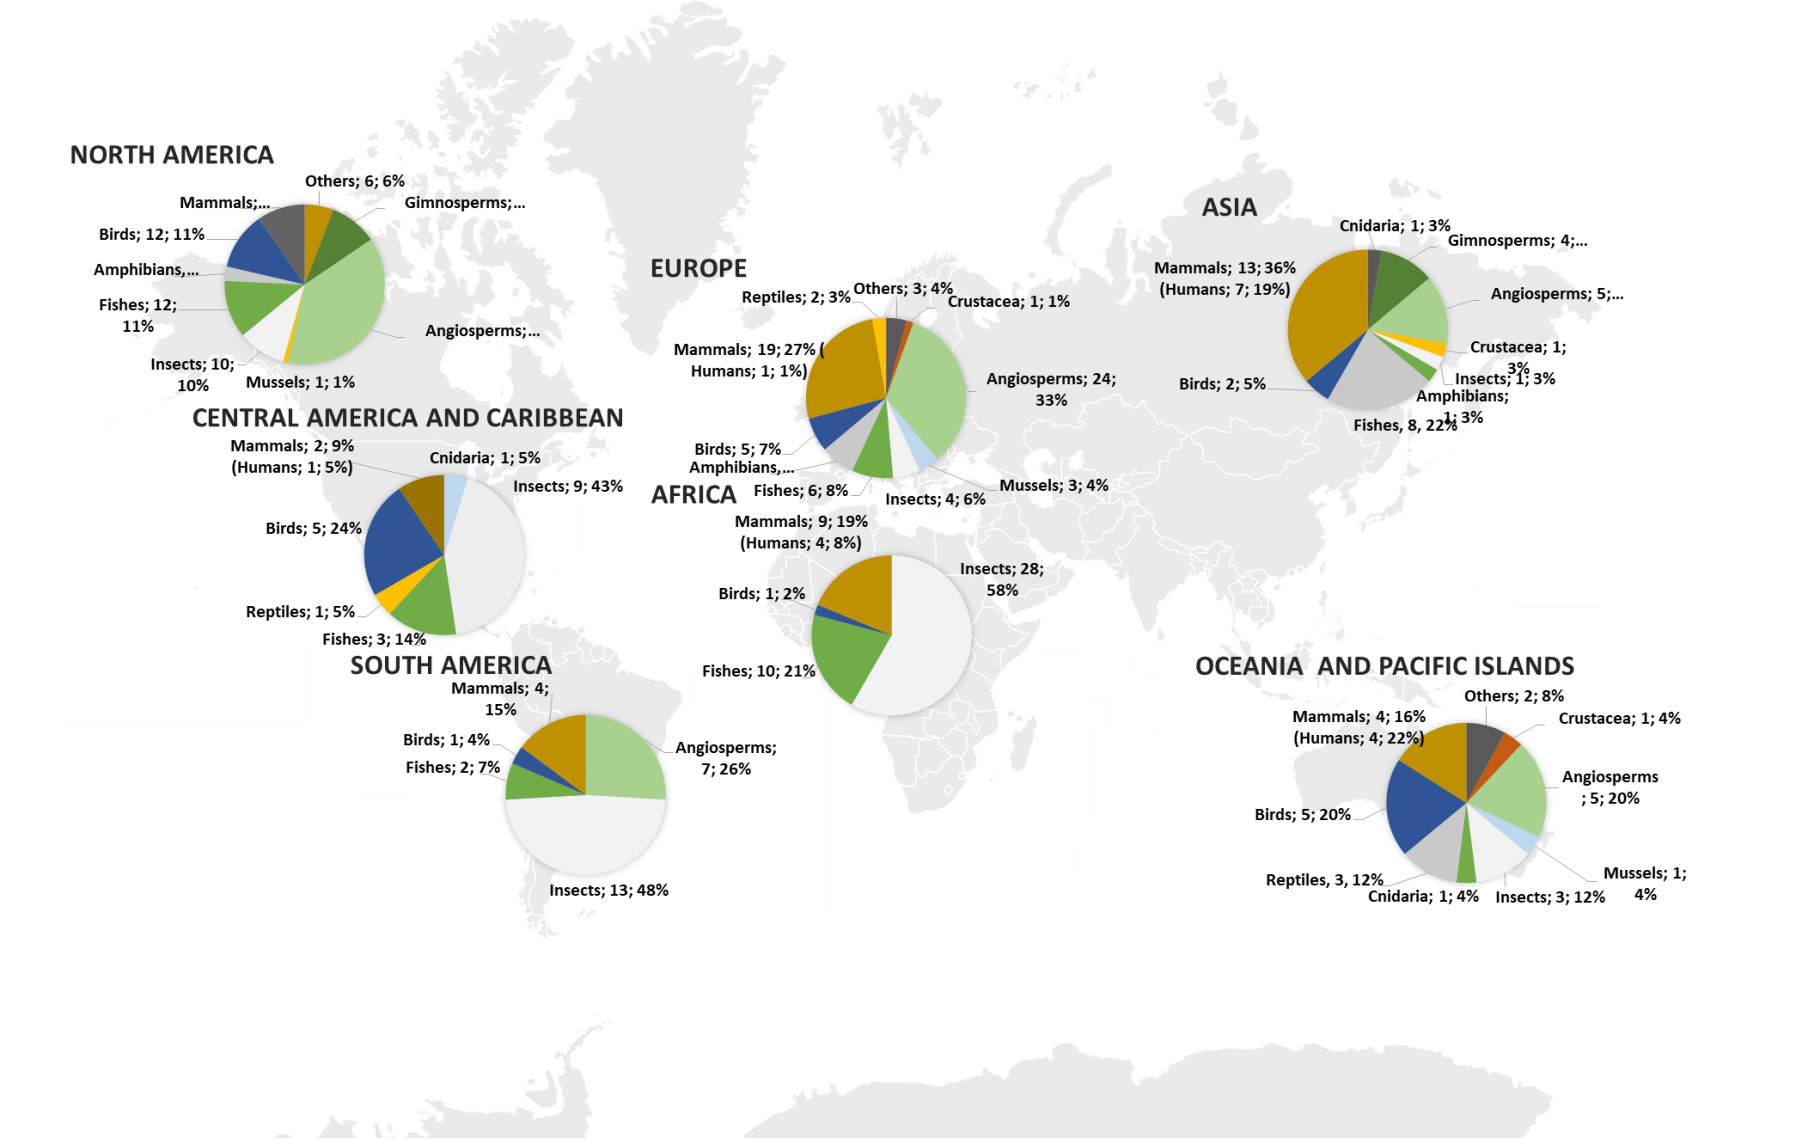 NORTH AMERICA
Others; 6; 6%
Mammals;...
Gimnosperms;...
Birds; 12; 11%
Amphibians,...
Fishes; 12;
11%
Angiosperms;...
Insects; 10;
10%
Mussels; 1; 1%
CENTRAL AMERICA AND CARIBBEAN
Mammals; 2; 9%
(Humans; 1; 5%)
Cnidaria; 1; 5%
Insects; 9; 43%
Birds; 5; 24%
Reptiles; 1; 5%
Fishes; 3; 14%
SOUTH AMERICA
Mammals; 4;
15%
Birds; 1; 4%
Fishes; 2; 7%
Angiosperms;
7; 26%
Insects; 13; 48%
EUROPE
Others; 3; 4%
Reptiles; 2; 3%
Crustacea; 1; 1%
Mammals; 19; 27% (
Humans; 1; 1%)
Angiosperms; 24;
33%
Birds; 5; 7%
Amphibians,...
Fishes; 6; 8%
Insects; 4; 6%
Mussels; 3; 4%
AFRICA
Mammals; 9; 19%
(Humans; 4; 8%)
Insects; 28;
58%
Birds; 1; 2%
Fishes; 10; 21%
ASIA
Cnidaria; 1; 3%
Gimnosperms; 4;...
Mammals; 13; 36%
(Humans; 7; 19%)
Angiosperms; 5;...
Crustacea; 1;
3%
Insects; 1; 3%
Birds; 2; 5%
Amphibians;
1; 3%
Fishes, 8, 22%
OCEANIA AND PACIFIC ISLANDS
Others; 2; 8%
Mammals; 4; 16%
(Humans; 4; 22%)
Crustacea; 1; 4%
Angiosperms
; 5; 20%
Birds; 5; 20%
Mussels; 1;
4%
Reptiles, 3, 12%
Cnidaria; 1; 4%
Insects; 3; 12%